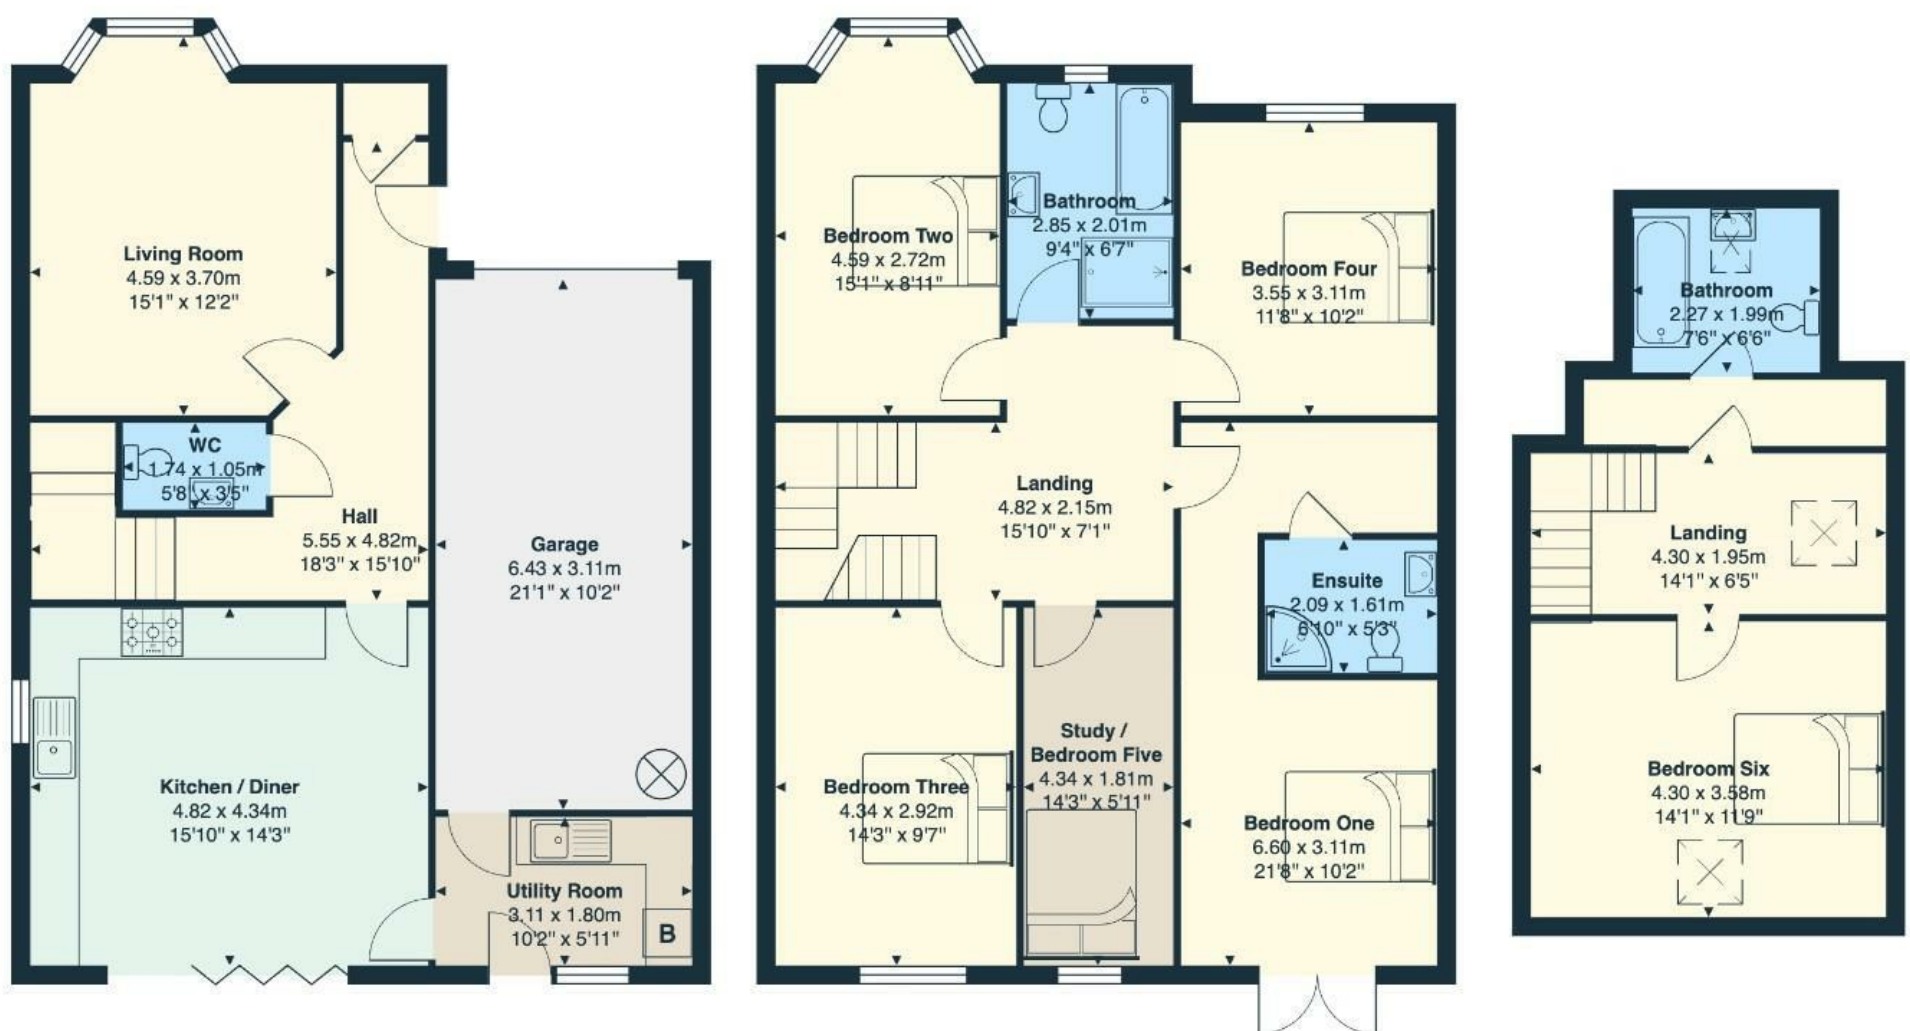 Living Room
4.59 x 3.70m
15'1" x 12'2"
WC
1.74 x 1.05m
5'8" x 3'5"
Hall
5.55 x 4.82m
18'3" x 15'10"
Garage
6.43 x 3.11m
21'1" x 10'2"
Kitchen / Diner
4.82 x 4.34m
15'10" x 14'3"
Utility Room
3.11 x 1.80m
10'2" x 5'11"
B
Bedroom Two
4.59 x 2.72m
15'1" x 8'11"
Bathroom
2.85 x 2.01m
9'4" x 6'7"
Bedroom Four
3.55 x 3.11m
11'8" x 10'2"
Landing
4.82 x 2.15m
15'10" x 7'1"
Ensuite
2.09 x 1.61m
6'10" x 5'3"
Bedroom Three
4.34 x 2.92m
14'3" x 9'7"
Study /
Bedroom Five
4.34 x 1.81m
14'3" x 5'11"
Bedroom One
6.60 x 3.11m
21'8" x 10'2"
Bathroom
2.27 x 1.99m
7'6" x 6'6"
Landing
4.30 x 1.95m
14'1" x 6'5"
Bedroom Six
4.30 x 3.58m
14'1" x 11'9"